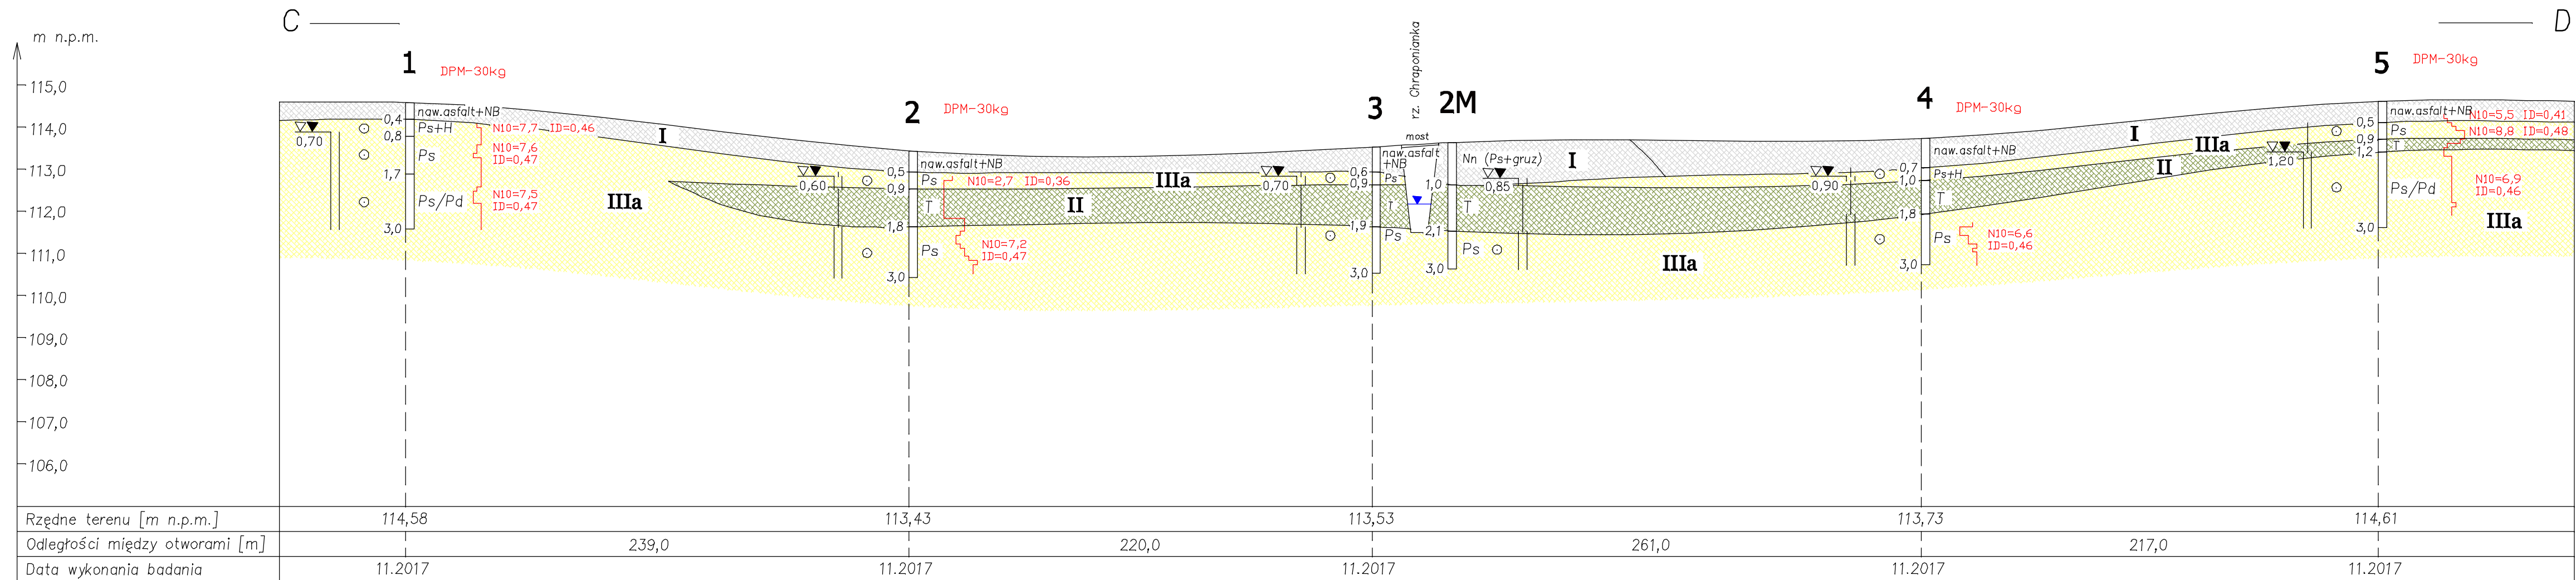 C
D
m n.p.m.
115,0
114,0
113,0
112,0
111,0
110,0
109,0
108,0
107,0
106,0
1
DPM-30kg
naw.asfalt+NB
0,4
Ps+H
0,8
Ps
1,7
Ps/Pd
3,0
0,70
N10=7,7 ID=0,46
N10=7,6
ID=0,47
N10=7,5
ID=0,47
IIIa
I
2
DPM-30kg
naw.asfalt+NB
0,5
Ps
0,9
T
1,8
Ps
3,0
0,60
N10=2,7 ID=0,36
N10=7,2
ID=0,47
II
IIIa
3
naw.asfalt
+NB
0,6
Ps
0,9
T
1,9
Ps
3,0
0,70
rz. Chraponianka
most
2M
Nn (Ps+gruz)
1,0
T
2,1
Ps
3,0
0,85
I
IIIa
4
DPM-30kg
naw.asfalt+NB
0,7
Ps+H
1,0
T
1,8
Ps
3,0
0,90
N10=6,6
ID=0,46
I
IIIa
II
5
DPM-30kg
naw.asfalt+NB
0,5
Ps
0,9
T
1,2
Ps/Pd
3,0
1,20
N10=5,5 ID=0,41
N10=8,8 ID=0,48
N10=6,9
ID=0,46
IIIa
Rzędne terenu [m n.p.m.] 114,58 113,43 113,53 113,73 114,61
Odległości między otworami [m] 239,0 220,0 261,0 217,0
Data wykonania badania 11.2017 11.2017 11.2017 11.2017 11.2017